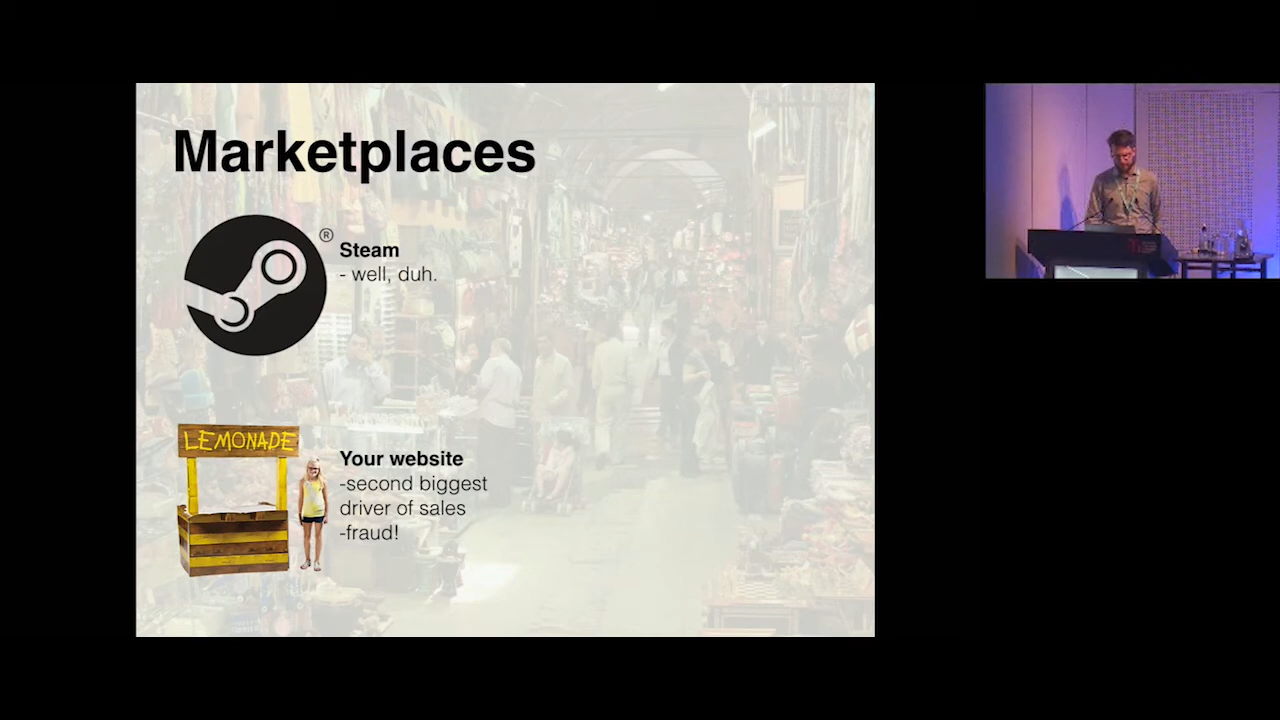 Marketplaces
®
Steam
- well, duh.
LEMONADE
Your website
-second biggest
driver of sales
-fraud!